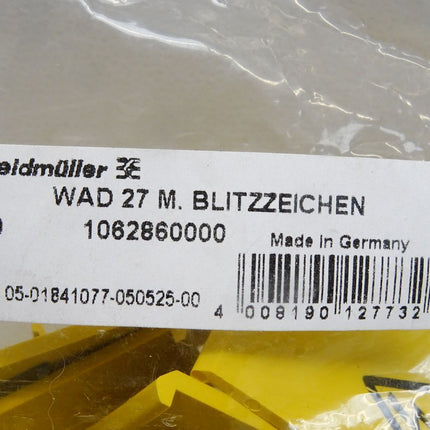 eidmüller
WAD 27 M. BLITZZEICHEN
1062860000
Made in Germany
05-01841077-050525-00
4 008190 127732